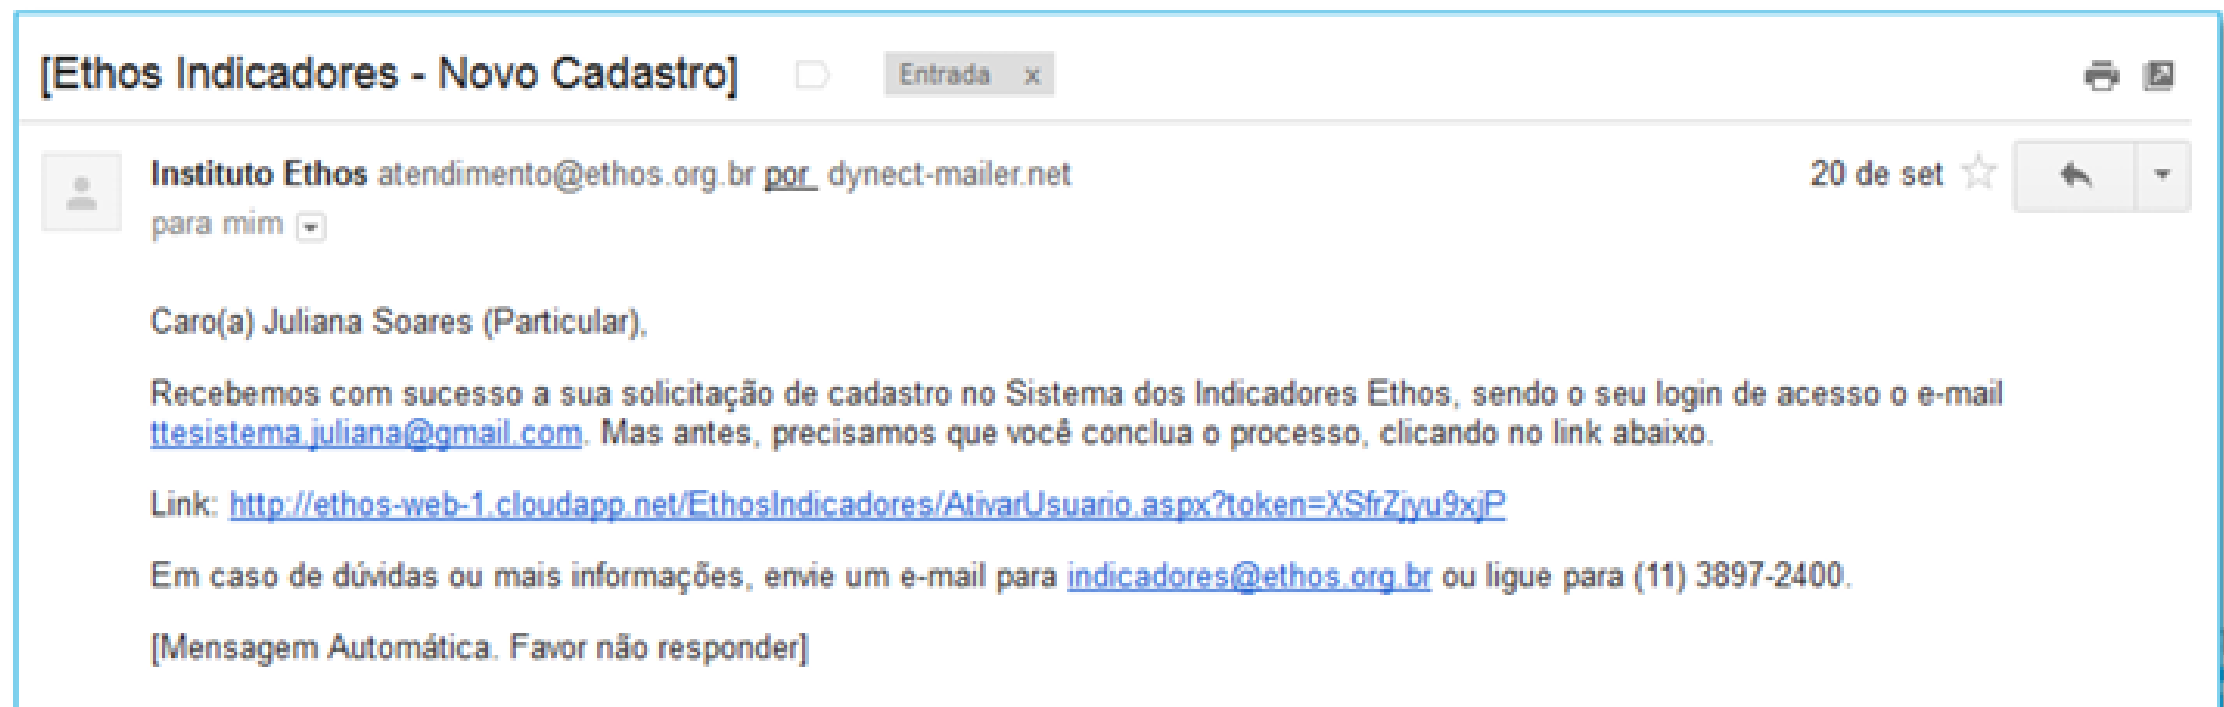 [Ethos Indicadores - Novo Cadastro] Entrada x
Instituto Ethos atendimento@ethos.org.br por dynect-mailer.net 20 de set
para mim
Caro(a) Juliana Soares (Particular),
Recebemos com sucesso a sua solicitação de cadastro no Sistema dos Indicadores Ethos, sendo o seu login de acesso o e-mail
ttesistema.juliana@gmail.com. Mas antes, precisamos que você conclua o processo, clicando no link abaixo.
Link: http://ethos-web-1.cloudapp.net/EthosIndicadores/AtivarUsuario.aspx?token=XSfrZjyu9xjP
Em caso de dúvidas ou mais informações, envie um e-mail para indicadores@ethos.org.br ou ligue para (11) 3897-2400.
[Mensagem Automática. Favor não responder]